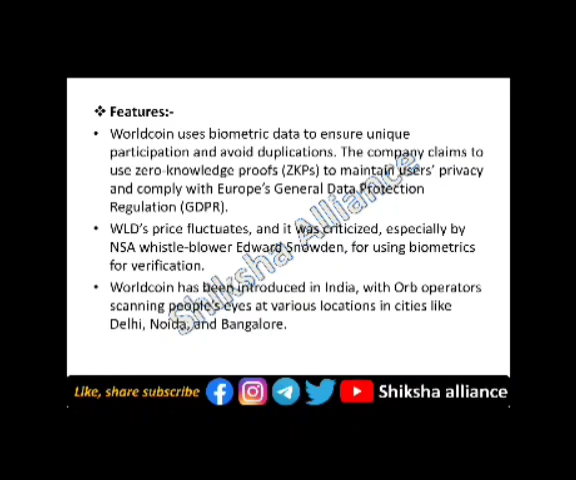 ❖ Features:-
• Worldcoin uses biometric data to ensure unique
participation and avoid duplications. The company claims to
use zero-knowledge proofs (ZKPs) to maintain users' privacy
and comply with Europe's General Data Protection
Regulation (GDPR).
• WLD's price fluctuates, and it was criticized, especially by
NSA whistle-blower Edward Snowden, for using biometrics
for verification.
• Worldcoin has been introduced in India, with Orb operators
scanning people's eyes at various locations in cities like
Delhi, Noida, and Bangalore.
Shiksha Alliance
Like, share subscribe Shiksha alliance